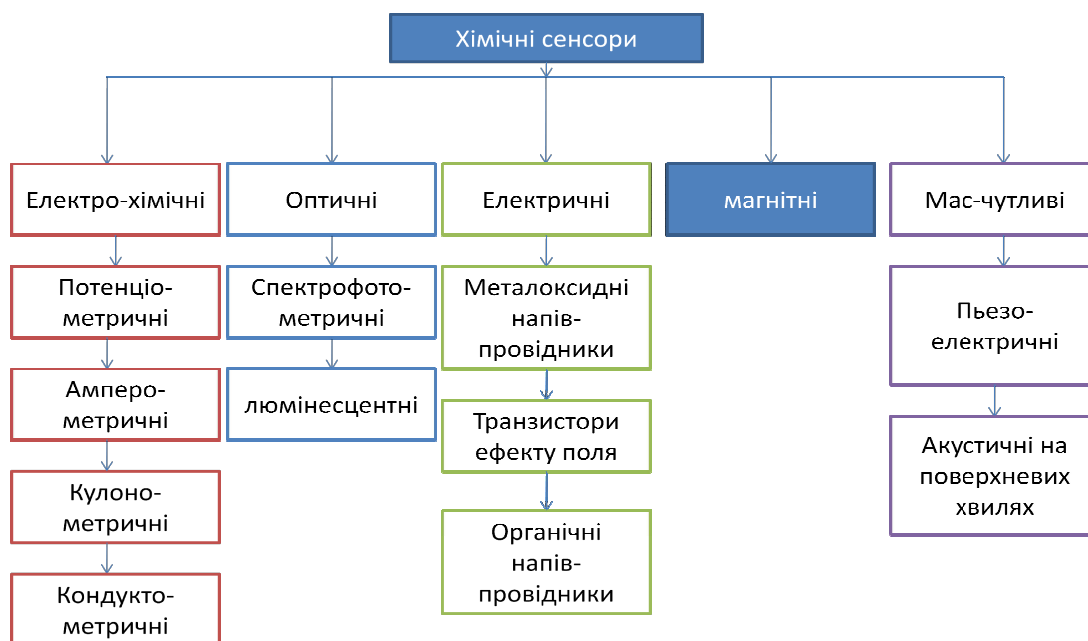 Хімічні сенсори
Електро-хімічні
Потенціо-
метричні
Амперо-
метричні
Кулоно-
метричні
Кондукто-
метричні
Оптичні
Спектрофото-
метричні
люмінесцентні
Електричні
Металоксидні
напів-
провідники
Транзистори
ефекту поля
Органічні
напів-
провідники
магнітні
Мас-чутливі
Пьезо-
електричні
Акустичні на
поверхневих
хвилях